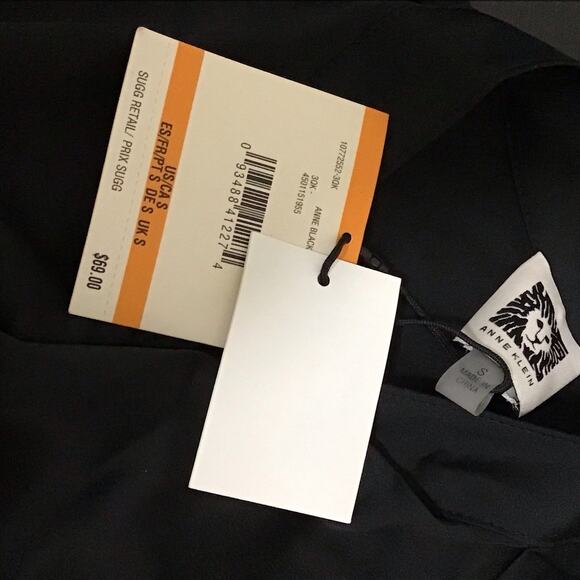 10772552-30K
30K - ANNE BLACK
4501151955
0 93488 41227 4
US/CA S
ES/FR/PT S DE S UK S
SUGG RETAIL/ PRIX SUGG
$69.00
ANNE KLEIN
S
MADE IN
CHINA